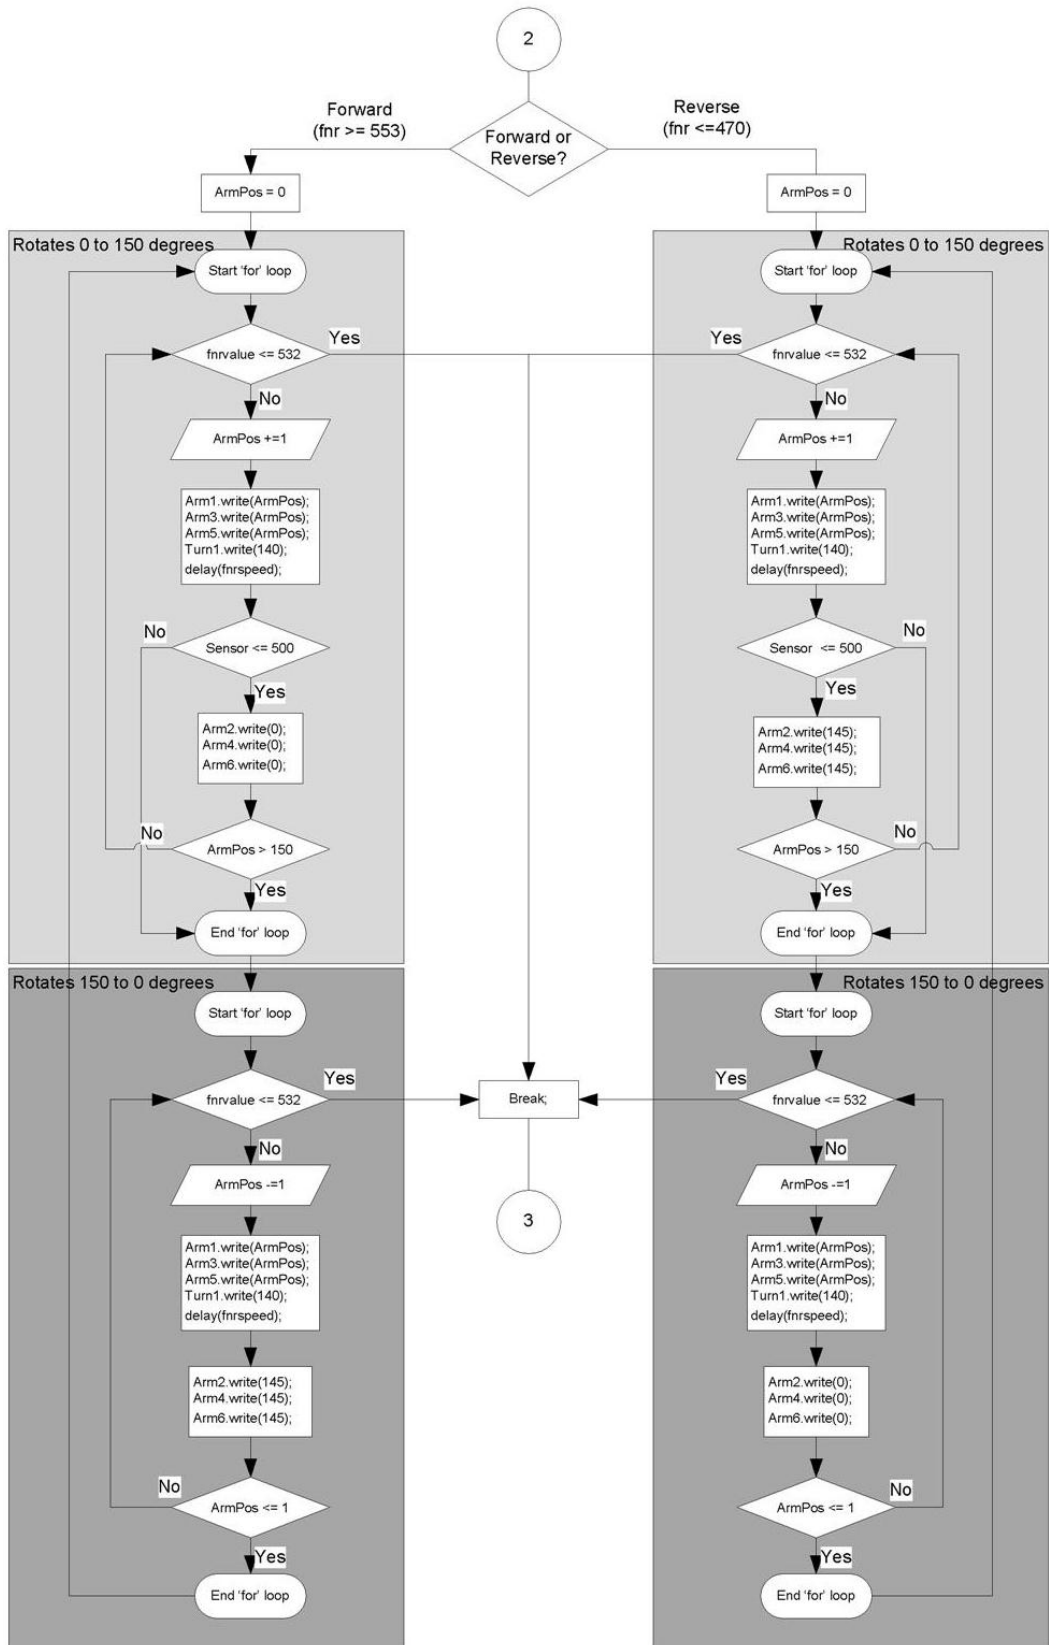 2
Forward
(fnr >= 553)
Forward or
Reverse?
Reverse
(fnr <=470)
ArmPos = 0
Rotates 0 to 150 degrees
Start 'for' loop
fnrvalue <= 532
Yes
No
ArmPos +=1
Arm1.write(ArmPos);
Arm3.write(ArmPos);
Arm5.write(ArmPos);
Turn1.write(140);
delay(fnrspeed);
No
Sensor <= 500
Yes
Arm2.write(0);
Arm4.write(0);
Arm6.write(0);
No
ArmPos > 150
Yes
End 'for' loop
Rotates 150 to 0 degrees
Start 'for' loop
fnrvalue <= 532
Yes
No
ArmPos -=1
Arm1.write(ArmPos);
Arm3.write(ArmPos);
Arm5.write(ArmPos);
Turn1.write(140);
delay(fnrspeed);
Arm2.write(145);
Arm4.write(145);
Arm6.write(145);
No
ArmPos <= 1
Yes
End 'for' loop
Break;
3
ArmPos = 0
Rotates 0 to 150 degrees
Start 'for' loop
Yes
fnrvalue <= 532
No
ArmPos +=1
Arm1.write(ArmPos);
Arm3.write(ArmPos);
Arm5.write(ArmPos);
Turn1.write(140);
delay(fnrspeed);
Sensor <= 500
No
Yes
Arm2.write(145);
Arm4.write(145);
Arm6.write(145);
ArmPos > 150
No
Yes
End 'for' loop
Rotates 150 to 0 degrees
Start 'for' loop
Yes
fnrvalue <= 532
No
ArmPos -=1
Arm1.write(ArmPos);
Arm3.write(ArmPos);
Arm5.write(ArmPos);
Turn1.write(140);
delay(fnrspeed);
Arm2.write(0);
Arm4.write(0);
Arm6.write(0);
ArmPos <= 1
No
Yes
End 'for' loop